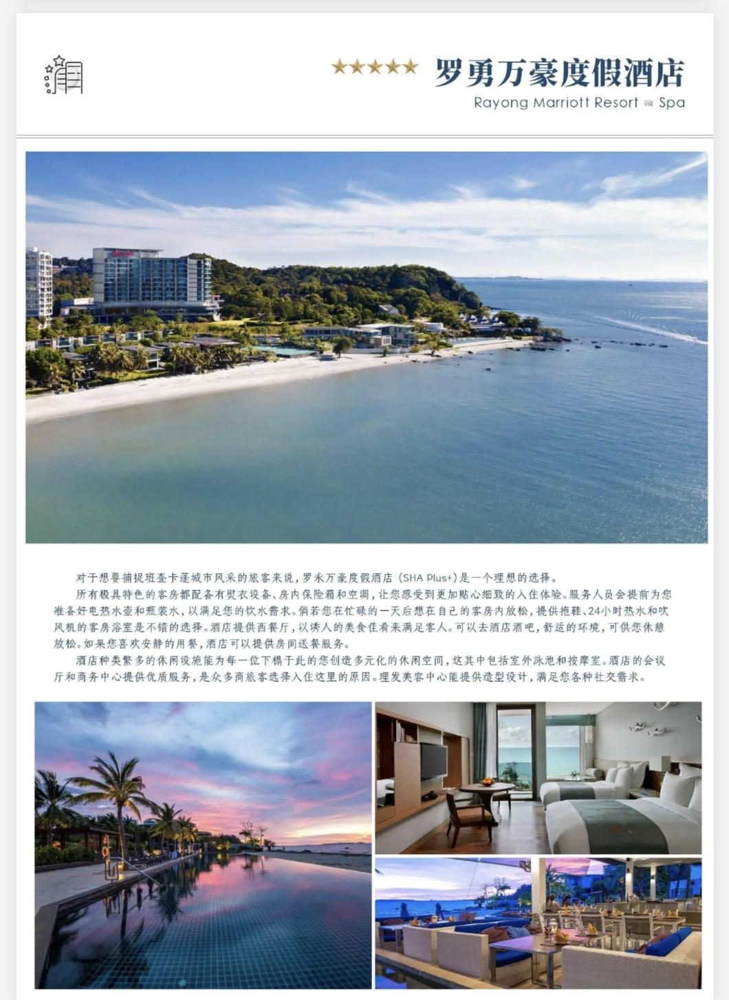 罗勇万豪度假酒店
Rayong Marriott Resort USE Spa
Marriott
对于想要捕捉班查卡蓬城市风采的旅客来说，罗永万豪度假酒店（SHA Plus+）是一个理想的选择。
所有极具特色的客房都配备有熨衣设备、房内保险箱和空调，让您感受到更加贴心细致的入住体验。服务人员会提前为您
准备好电热水壶和瓶装水，以满足您的饮水需求。倘若您在忙碌的一天后想在自己的客房内放松，提供拖鞋、24小时热水和吹
风机的客房浴室是不错的选择。酒店提供西餐厅，以诱人的美食佳肴来满足客人。可以去酒店酒吧，舒适的环境，可供您休憩
放松。如果您喜欢安静的用餐，酒店可以提供房间送餐服务。
酒店种类繁多的休闲设施能为每一位下榻于此的您创造多元化的休闲空间，这其中包括室外泳池和按摩室。酒店的会议
厅和商务中心提供优质服务，是众多商旅客选择入住这里的原因。理发美容中心能提供造型设计，满足您各种社交需求。